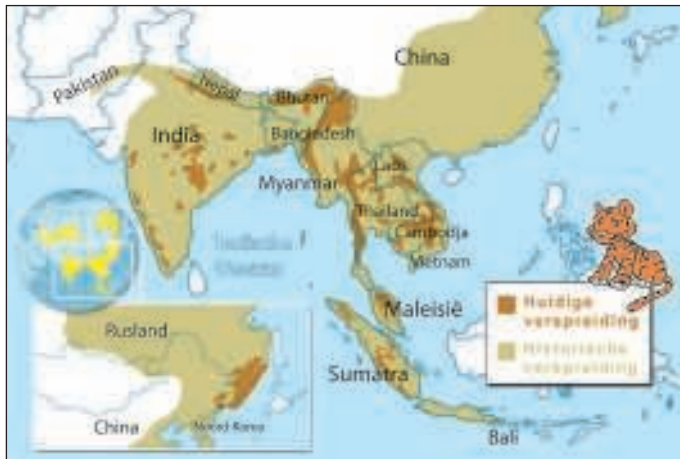 China
Pakistan
Nepal
Bhutan
India
Bangladesh
Myanmar
Laos
Thailand
Cambodja
Vietnam
Maleisië
Sumatra
Bali
Huidige
verspreiding
Historische
verspreiding
Rusland
China
Noord-Korea